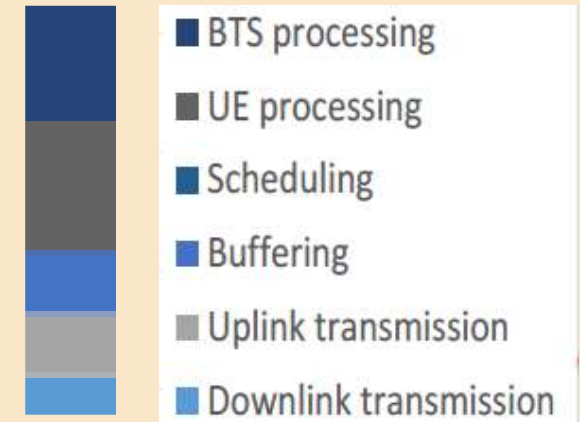 BTS processing
UE processing
Scheduling
Buffering
Uplink transmission
Downlink transmission